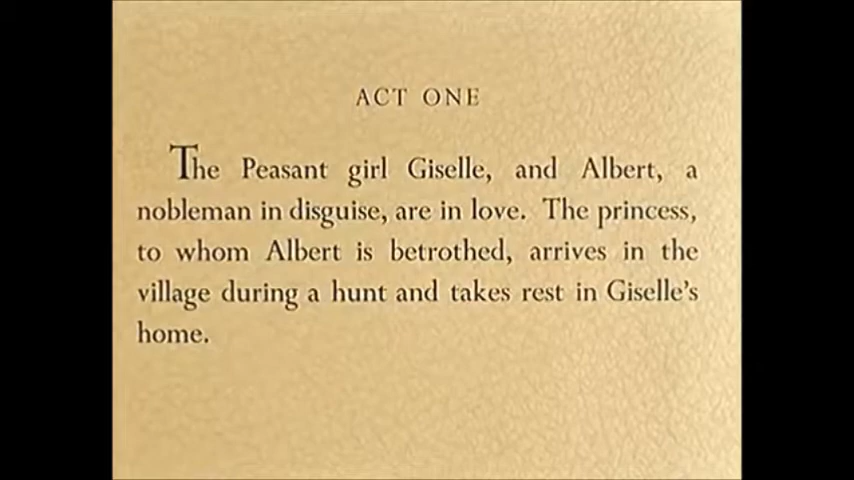 ACT ONE
The Peasant girl Giselle, and Albert, a
nobleman in disguise, are in love. The princess,
to whom Albert is betrothed, arrives in the
village during a hunt and takes rest in Giselle's
home.